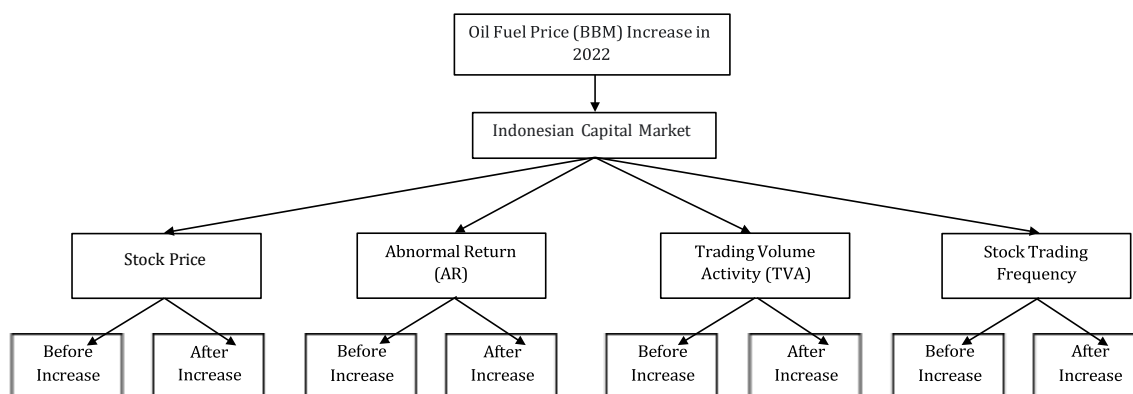 Oil Fuel Price (BBM) Increase in
2022
Indonesian Capital Market
Stock Price
Abnormal Return
(AR)
Trading Volume
Activity (TVA)
Stock Trading
Frequency
Before
Increase
After
Increase
Before
Increase
After
Increase
Before
Increase
After
Increase
Before
Increase
After
Increase